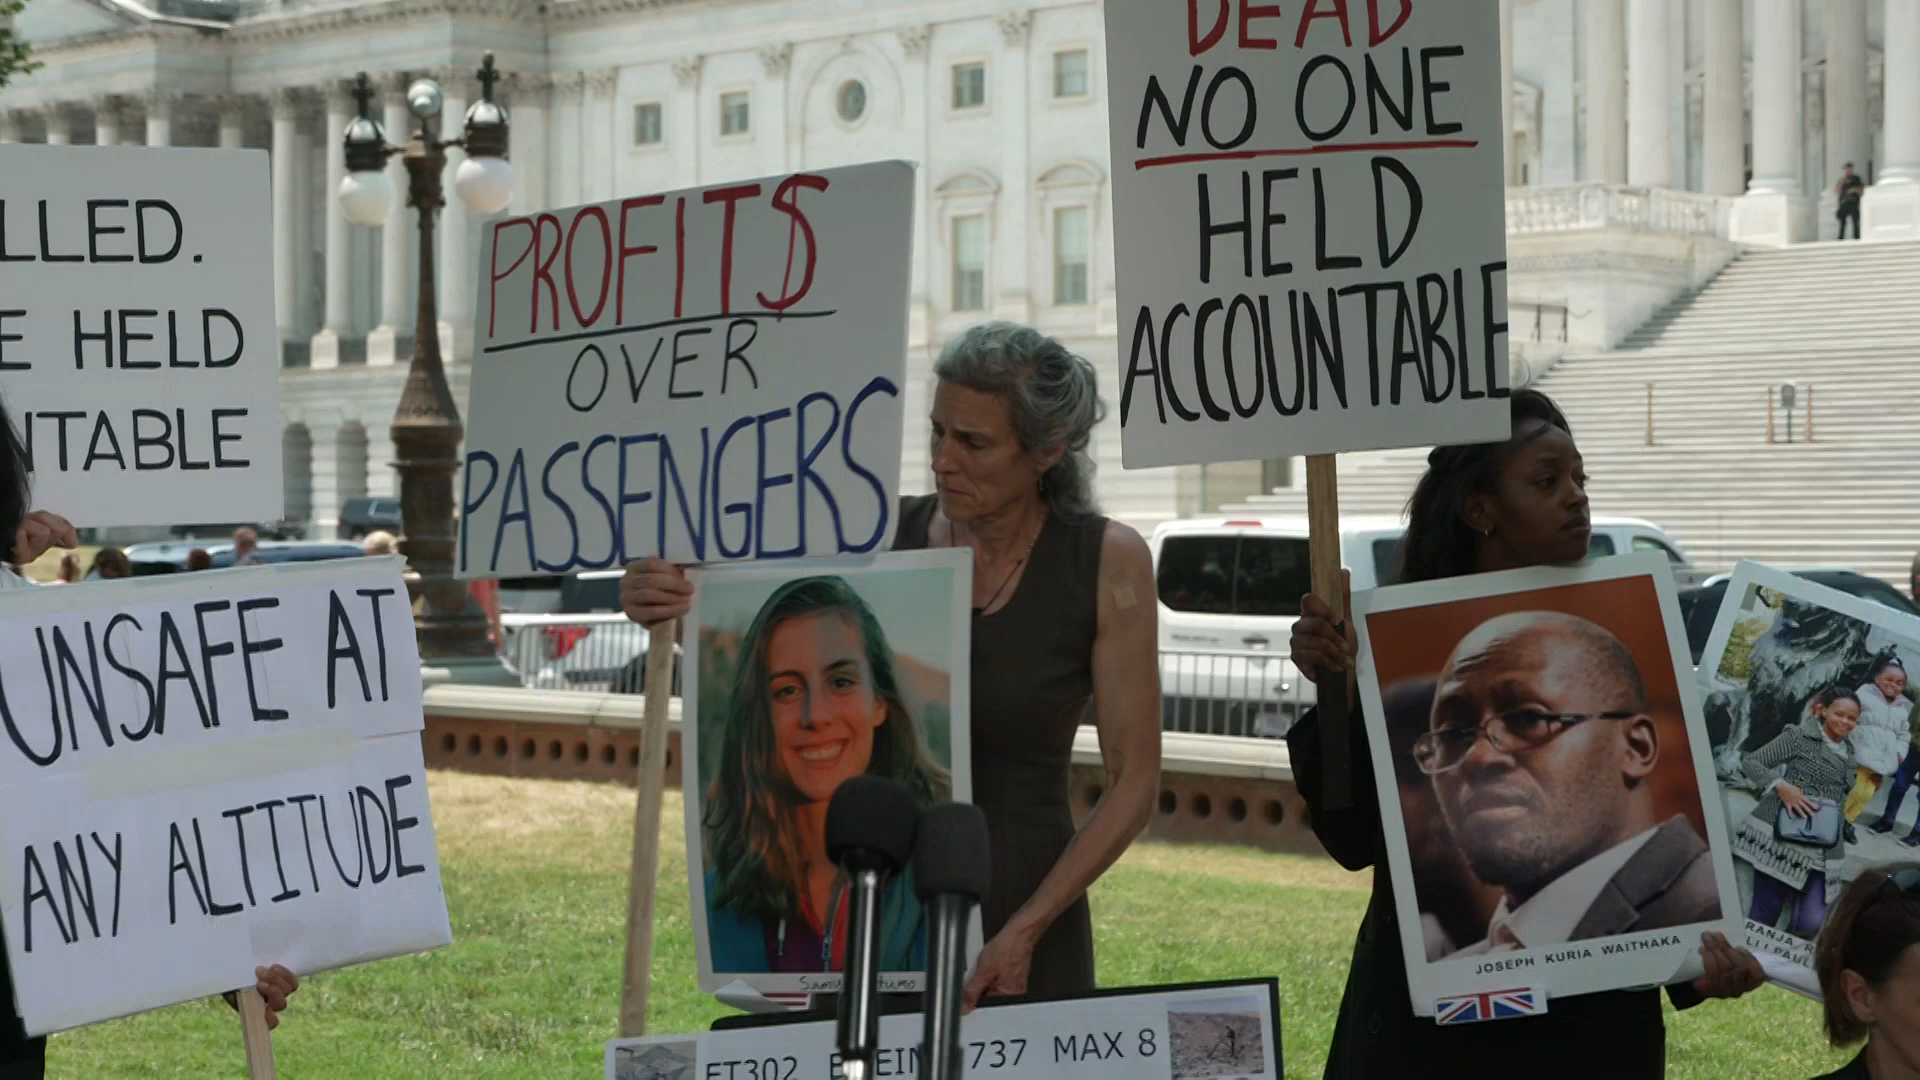 LLED.
E HELD
NTABLE
UNSAFE AT
ANY ALTITUDE
PROFIT$
OVER
PASSENGERS
DEAD
NO ONE
HELD
ACCOUNTABLE
JOSEPH KURIA WAITHAKA
ET302
737 MAX 8